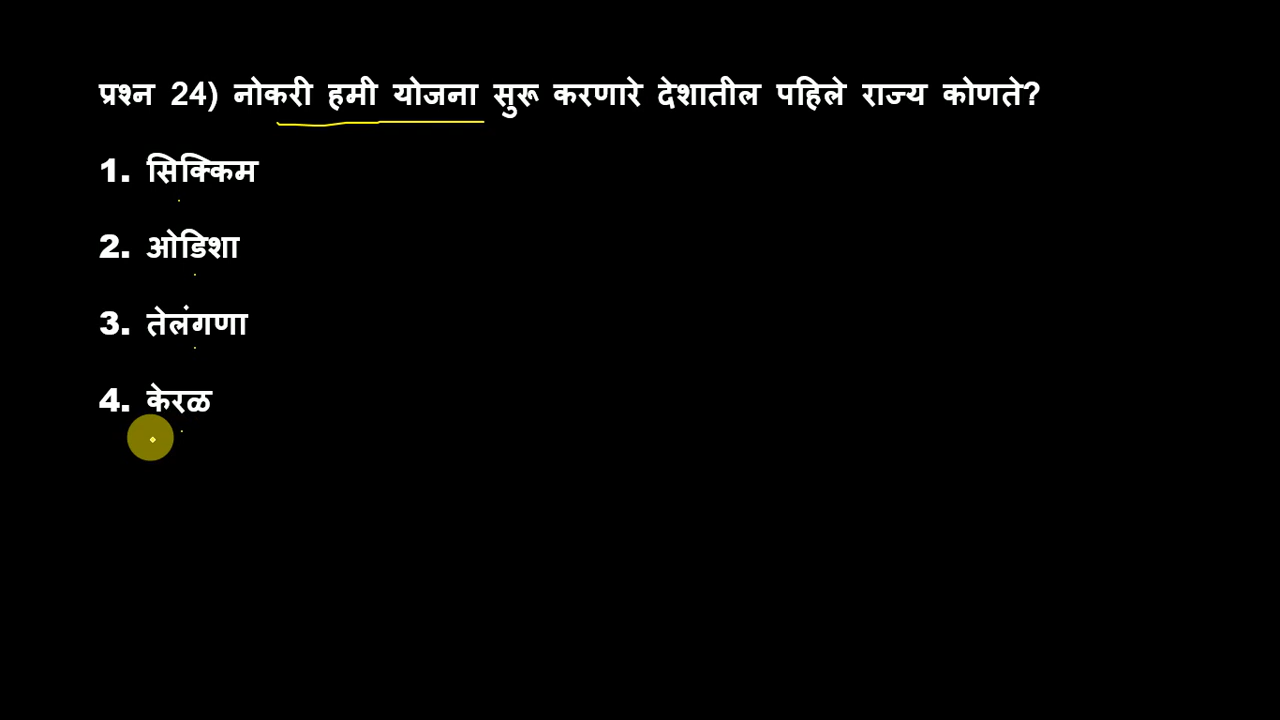 प्रश्न 24) नोकरी हमी योजना सुरू करणारे देशातील पहिले राज्य कोणते?
1. सिक्किम
2. ओडिशा
3. तेलंगणा
4. केरळ